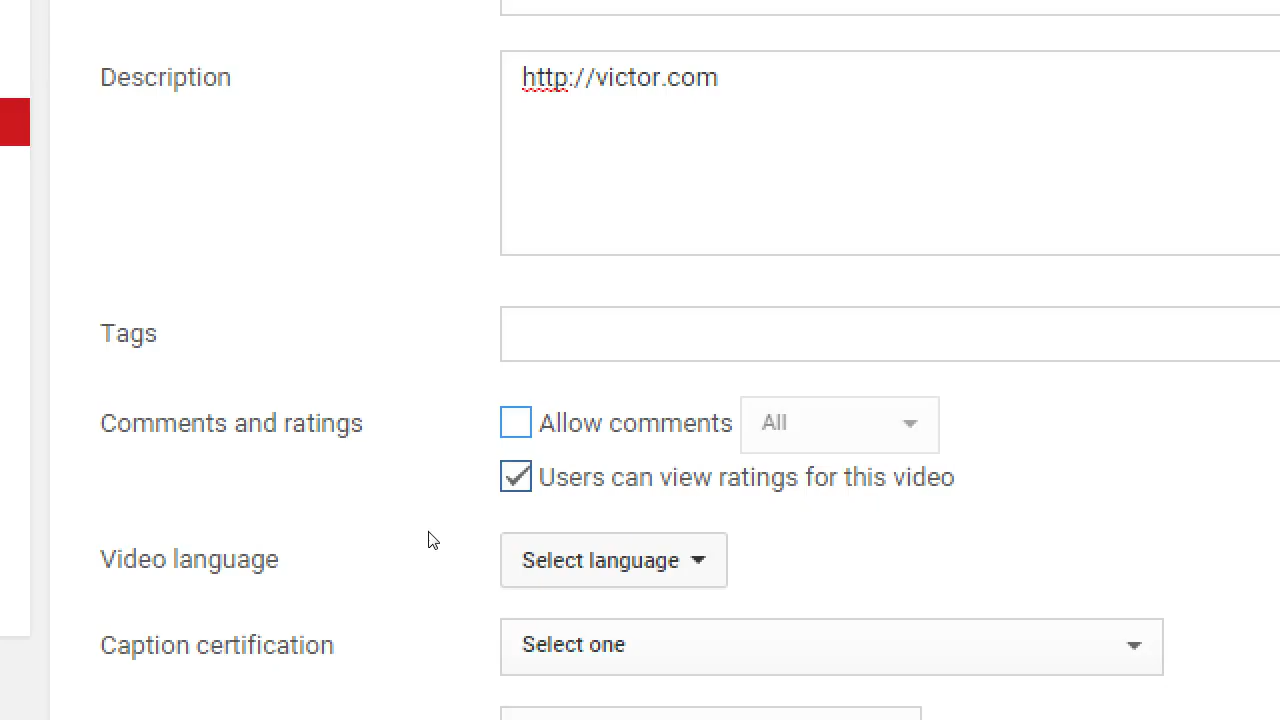 Description
http://victor.com
Tags
Comments and ratings
Allow comments
All
Users can view ratings for this video
Video language
Select language
Caption certification
Select one